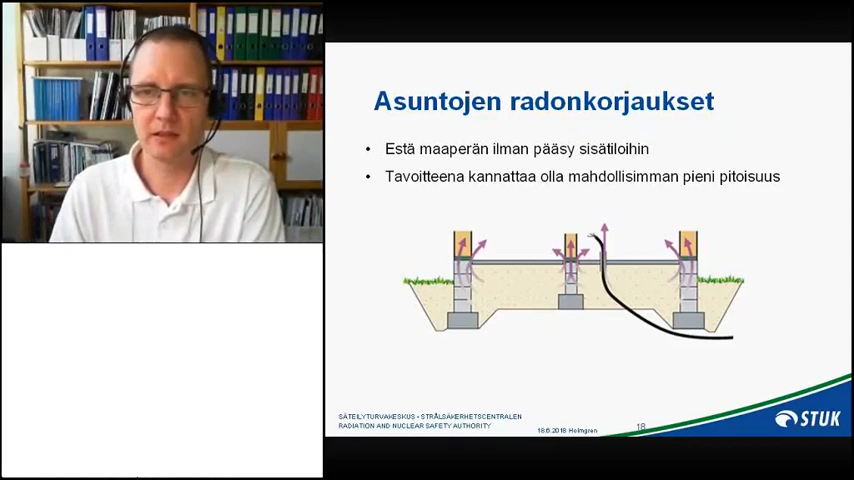 Asuntojen radonkorjaukset
• Estä maaperän ilman pääsy sisätiloihin
• Tavoitteena kannattaa olla mahdollisimman pieni pitoisuus
SÄTEILYTURVAKESKUS • STRÅLSÄKERHETSCENTRALEN
RADIATION AND NUCLEAR SAFETY AUTHORITY
18.6.2018 Holmgren
18
STUK